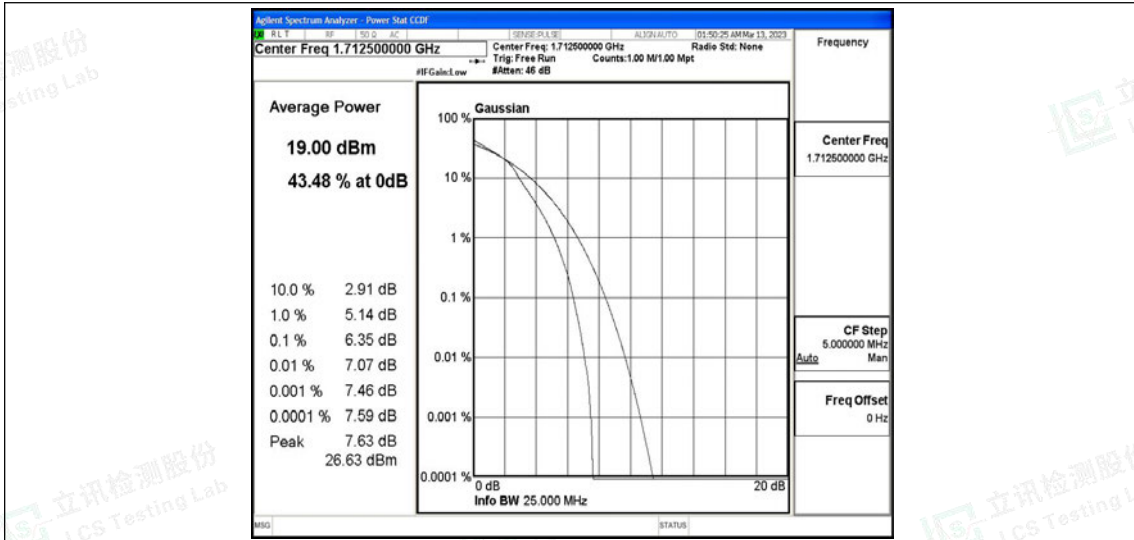 Agilent Spectrum Analyzer - Power Stat CCDF
RLT RF 50 Ω AC SENSE:PULSE ALIGN AUTO 01:50:25 AM Mar 13, 2023
Center Freq 1.712500000 GHz
Center Freq: 1.712500000 GHz Radio Std: None
Trig: Free Run Counts:1.00 M/1.00 Mpt
#IFGain:Low #Atten: 46 dB
Frequency
Average Power
19.00 dBm
43.48 % at 0dB
10.0 % 2.91 dB
1.0 % 5.14 dB
0.1 % 6.35 dB
0.01 % 7.07 dB
0.001 % 7.46 dB
0.0001 % 7.59 dB
Peak 7.63 dB
26.63 dBm
Gaussian
100 %
10 %
1 %
0.1 %
0.01 %
0.001 %
0.0001 %
0 dB 20 dB
Info BW 25.000 MHz
Center Freq
1.712500000 GHz
CF Step
5.000000 MHz
Auto Man
Freq Offset
0 Hz
MSG STATUS
检测股份
sting Lab
立讯检测股份
LCS Testing Lab
立讯检测股份
LCS Testing L